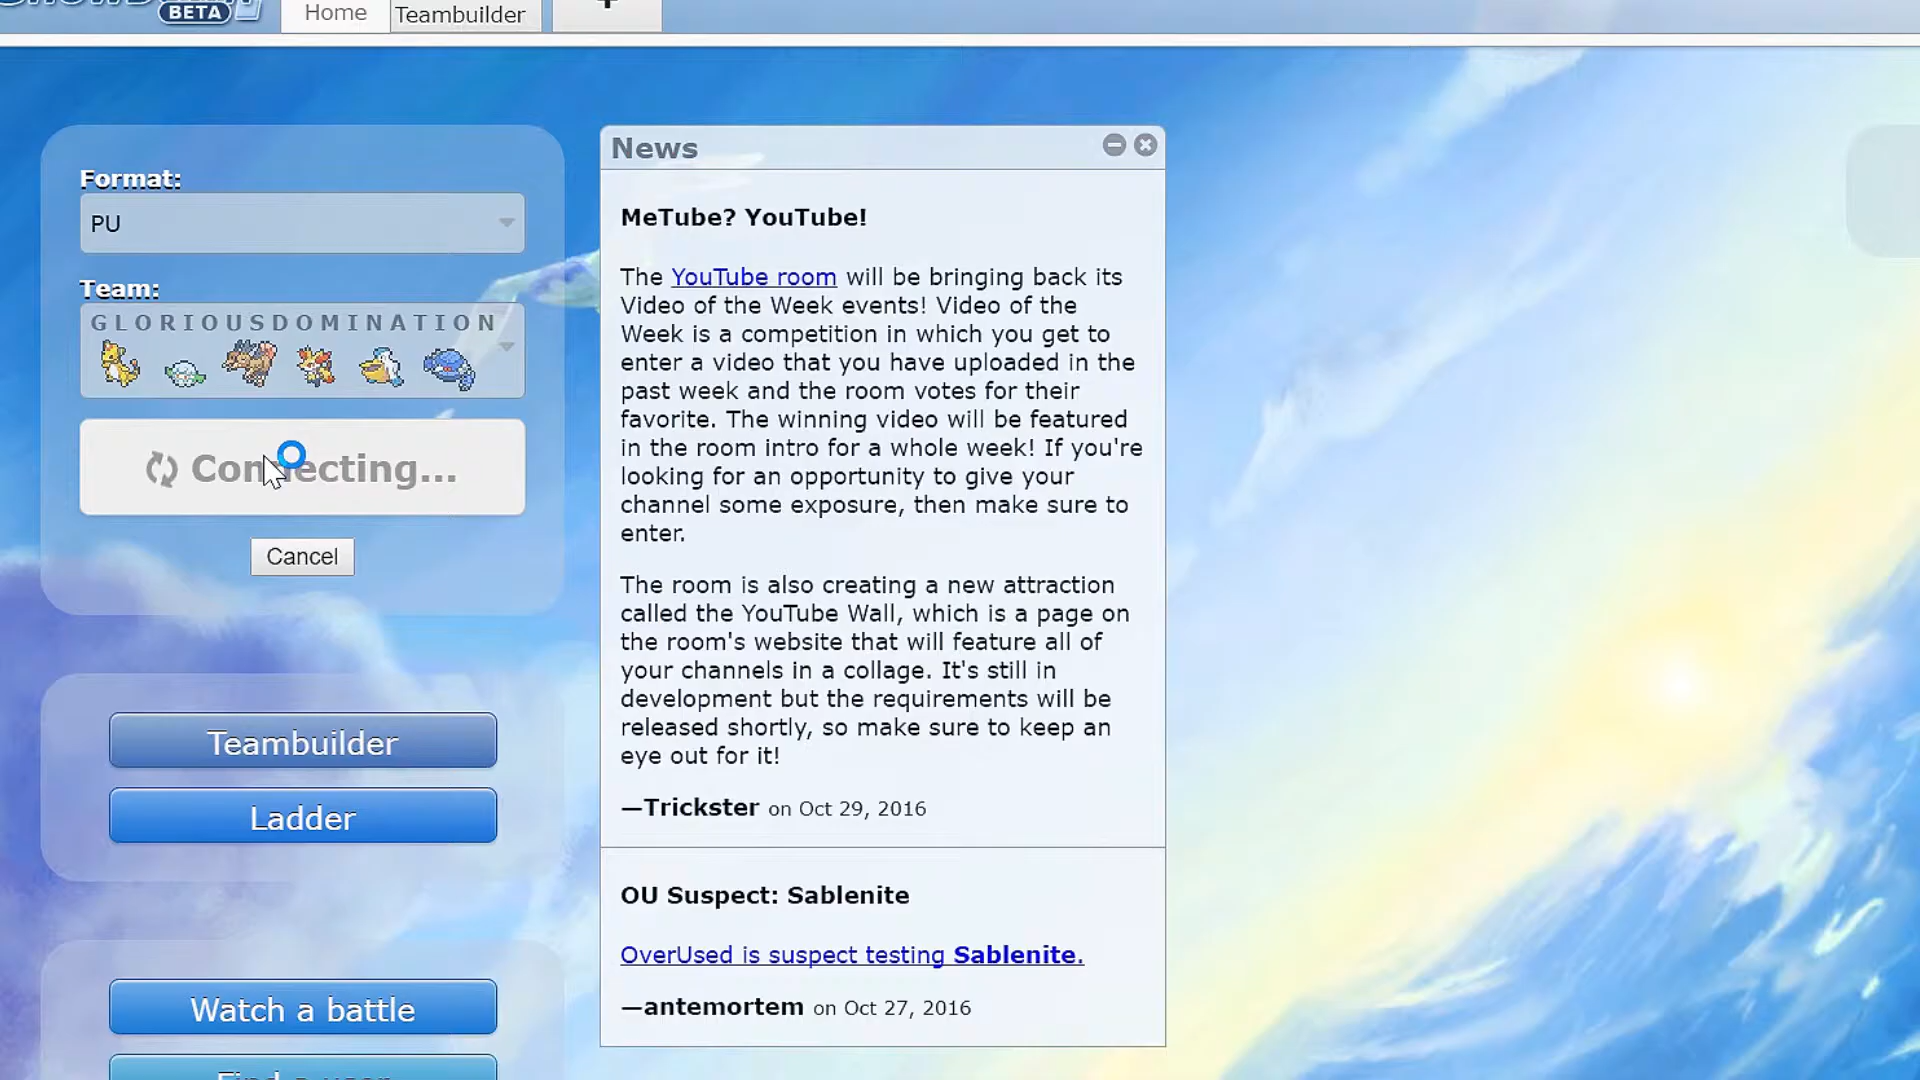 BETA
Home
Teambuilder
+
Format:
PU
Team:
GLORIOUSDOMINATION
Connecting...
Cancel
Teambuilder
Ladder
Watch a battle
News
MeTube? YouTube!
The YouTube room will be bringing back its
Video of the Week events! Video of the
Week is a competition in which you get to
enter a video that you have uploaded in the
past week and the room votes for their
favorite. The winning video will be featured
in the room intro for a whole week! If you're
looking for an opportunity to give your
channel some exposure, then make sure to
enter.
The room is also creating a new attraction
called the YouTube Wall, which is a page on
the room's website that will feature all of
your channels in a collage. It's still in
development but the requirements will be
released shortly, so make sure to keep an
eye out for it!
—Trickster on Oct 29, 2016
OU Suspect: Sablenite
OverUsed is suspect testing Sablenite.
—antemortem on Oct 27, 2016